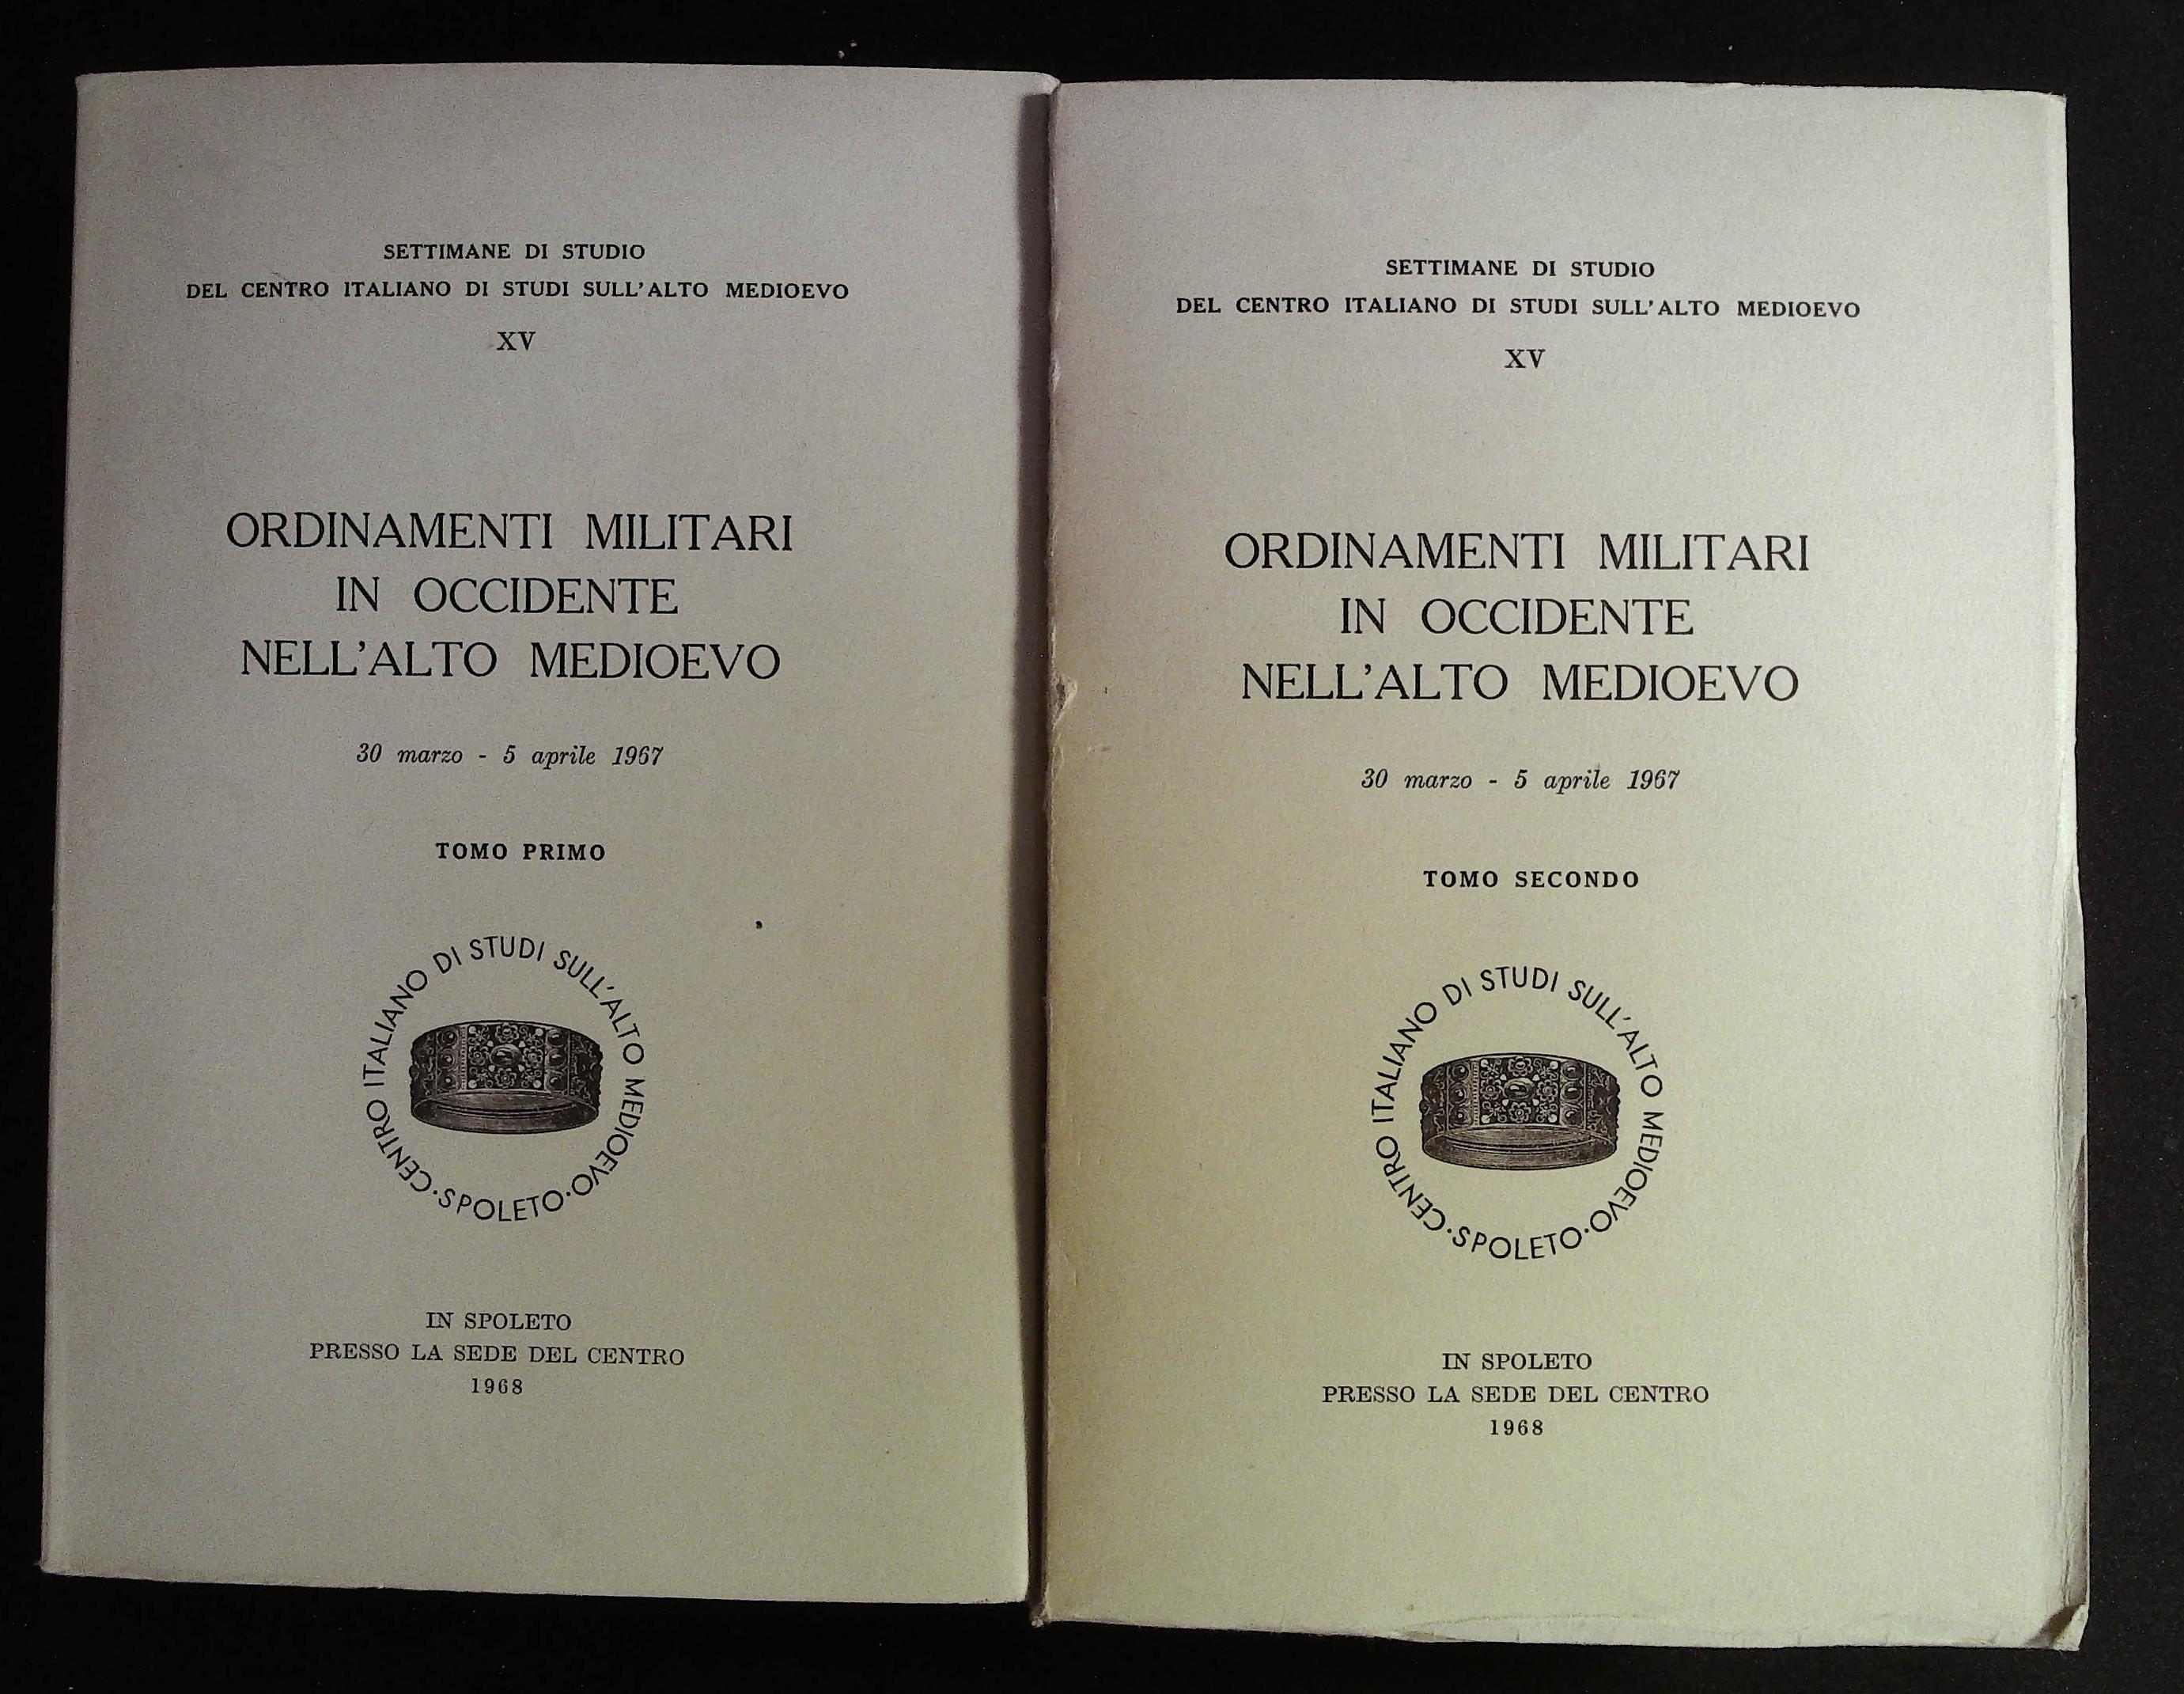 SETTIMANE DI STUDIO
DEL CENTRO ITALIANO DI STUDI SULL'ALTO MEDIOEVO
XV
ORDINAMENTI MILITARI
IN OCCIDENTE
NELL'ALTO MEDIOEVO
30 marzo - 5 aprile 1967
TOMO PRIMO
CENTRO ITALIANO DI STUDI SULL'ALTO MEDIOEVO · SPOLETO ·
IN SPOLETO
PRESSO LA SEDE DEL CENTRO
1968
SETTIMANE DI STUDIO
DEL CENTRO ITALIANO DI STUDI SULL'ALTO MEDIOEVO
XV
ORDINAMENTI MILITARI
IN OCCIDENTE
NELL'ALTO MEDIOEVO
30 marzo - 5 aprile 1967
TOMO SECONDO
CENTRO ITALIANO DI STUDI SULL'ALTO MEDIOEVO · SPOLETO ·
IN SPOLETO
PRESSO LA SEDE DEL CENTRO
1968